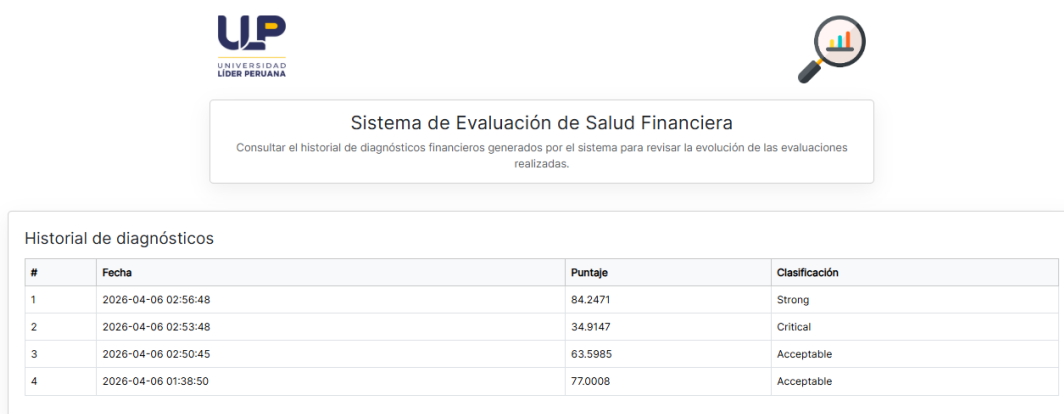 ULP
UNIVERSIDAD
LÍDER PERUANA
Sistema de Evaluación de Salud Financiera
Consultar el historial de diagnósticos financieros generados por el sistema para revisar la evolución de las evaluaciones
realizadas.
Historial de diagnósticos
# Fecha Puntaje Clasificación
1 2026-04-06 02:56:48 84.2471 Strong
2 2026-04-06 02:53:48 34.9147 Critical
3 2026-04-06 02:50:45 63.5985 Acceptable
4 2026-04-06 01:38:50 77.0008 Acceptable